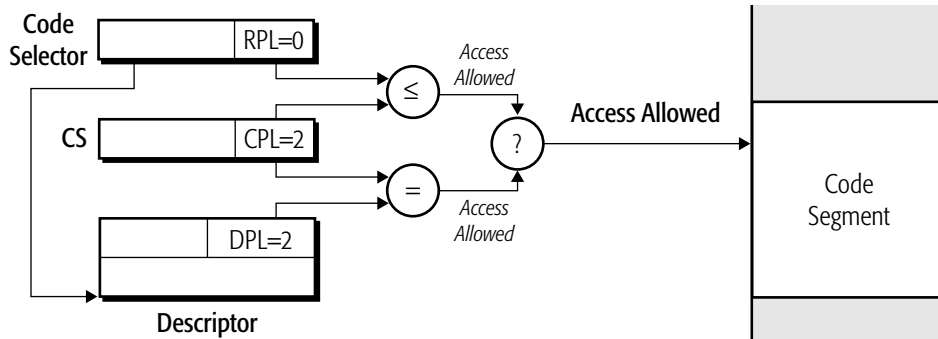 Code
Selector
RPL=0
Access
Allowed
≤
CS
CPL=2
?
Access Allowed
=
Access
Allowed
Code
Segment
DPL=2
Descriptor